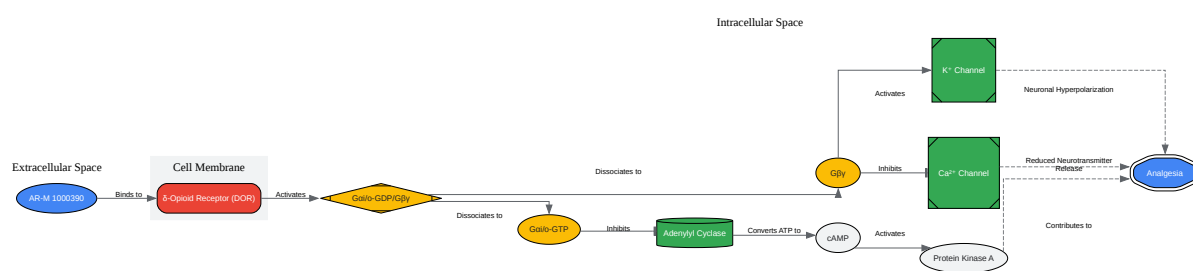 Intracellular Space
K⁺ Channel
Activates
Neuronal Hyperpolarization
Extracellular Space
Cell Membrane
Dissociates to
Gβγ
Inhibits
Ca²⁺ Channel
Reduced Neurotransmitter
Release
Analgesia
AR-M 1000390
Binds to
δ-Opioid Receptor (DOR)
Activates
Gαi/o-GDP/Gβγ
Dissociates to
Gαi/o-GTP
Inhibits
Adenylyl Cyclase
Converts ATP to
cAMP
Activates
Protein Kinase A
Contributes to